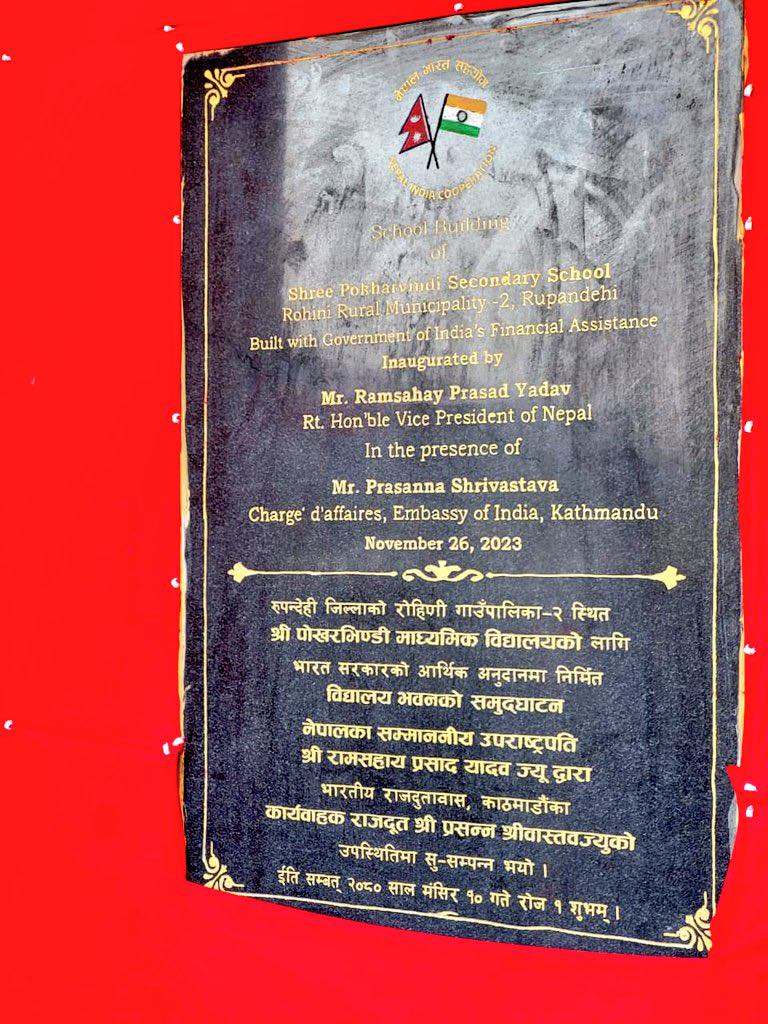 नेपाल भारत सहयोग
NEPAL INDIA COOPERATION
School Building
of
Shree Pokharvindi Secondary School
Rohini Rural Municipality -2, Rupandehi
Built with Government of India's Financial Assistance
Inaugurated by
Mr. Ramsahay Prasad Yadav
Rt. Hon'ble Vice President of Nepal
In the presence of
Mr. Prasanna Shrivastava
Charge' d'affaires, Embassy of India, Kathmandu
November 26, 2023
रुपन्देही जिल्लाको रोहिणी गाउँपालिका-२ स्थित
श्री पोखरभिण्डी माध्यमिक विद्यालयको लागि
भारत सरकारको आर्थिक अनुदानमा निर्मित
विद्यालय भवनको समुद्घाटन
नेपालका सम्माननीय उपराष्ट्रपति
श्री रामसहाय प्रसाद यादव ज्यू द्वारा
भारतीय राजदुतावास, काठमाडौंका
कार्यवाहक राजदूत श्री प्रसन्न श्रीवास्तवज्युको
उपस्थितिमा सु-सम्पन्न भयो ।
ईति सम्बत् २०८० साल मंसिर १० गते रोज १ शुभम् ।